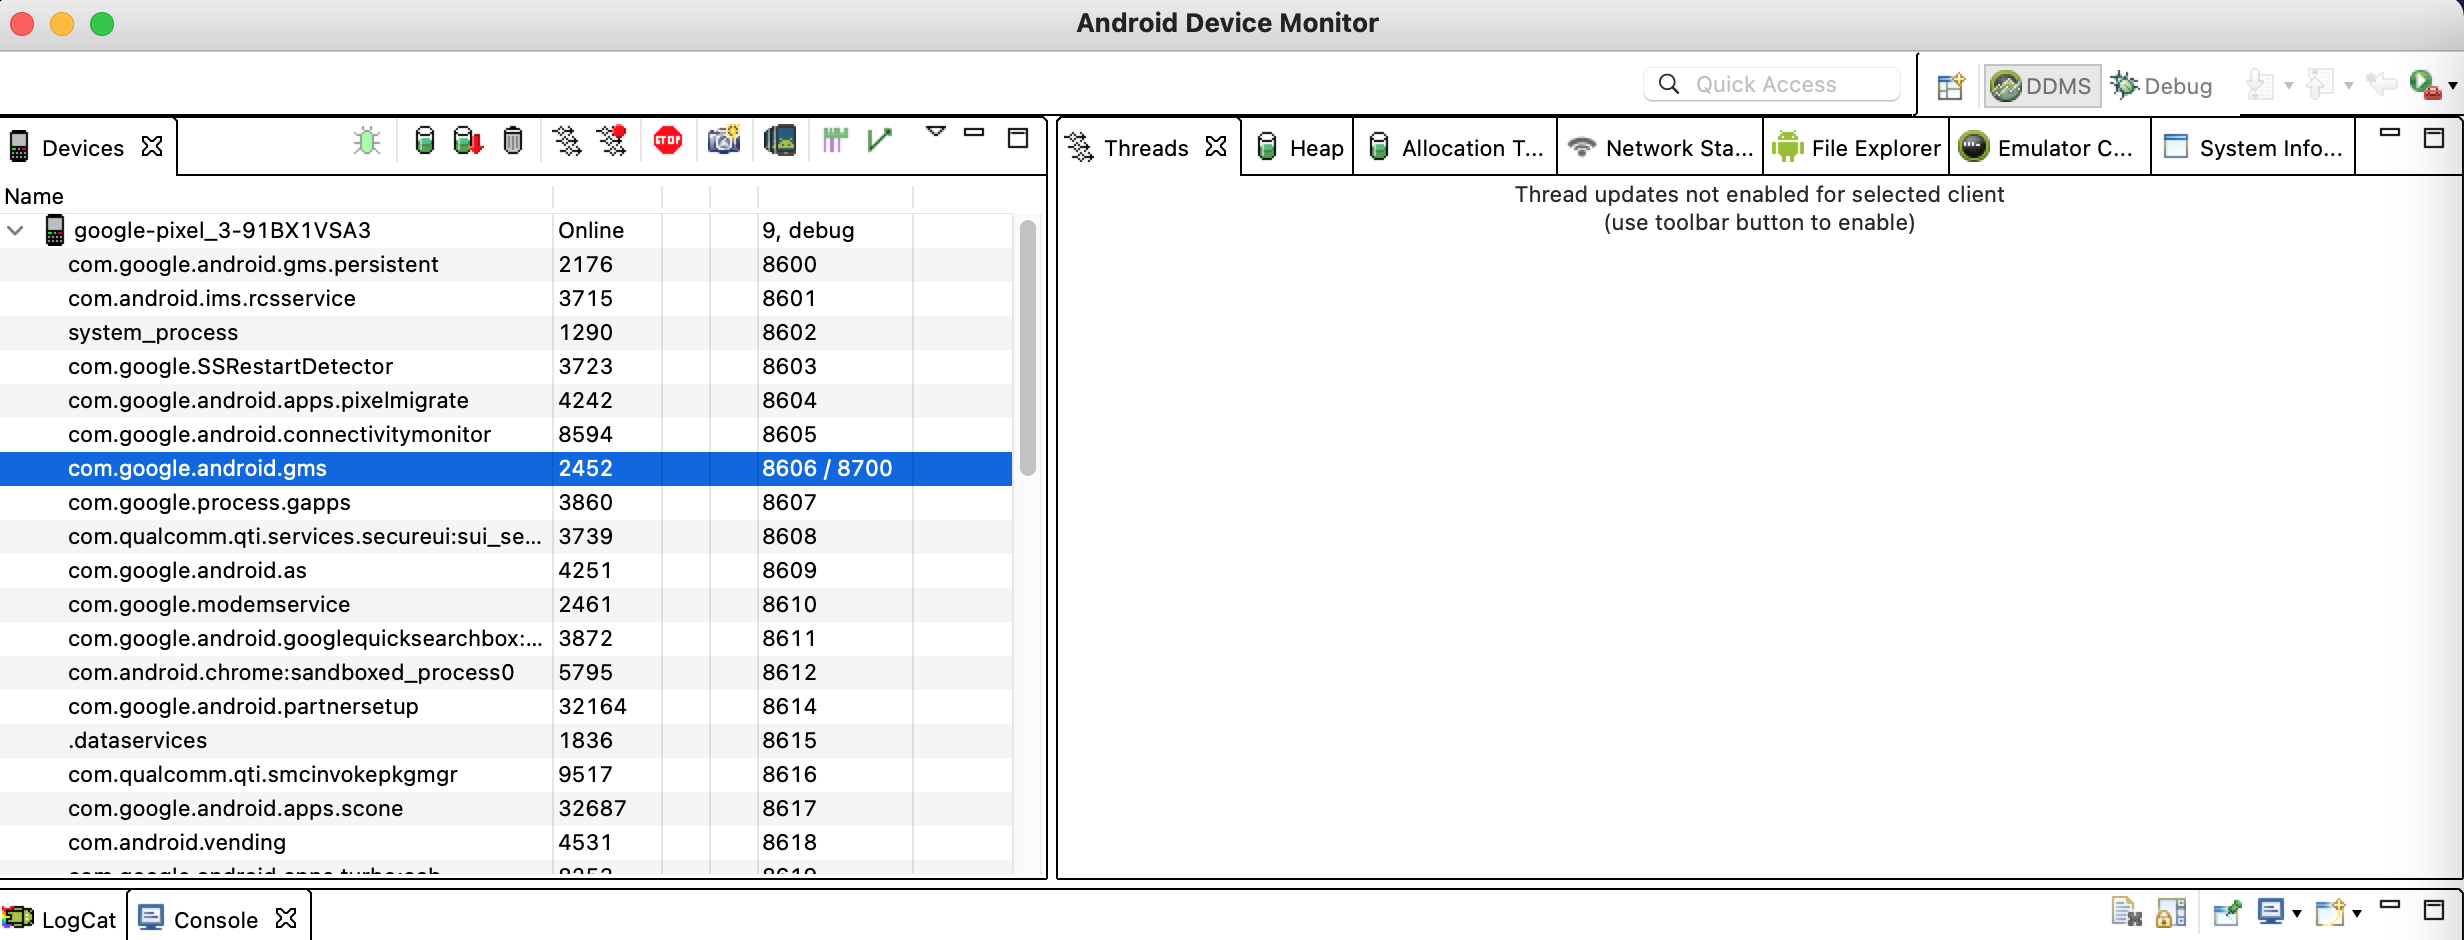 Android Device Monitor
Quick Access
DDMS
Debug
Devices
Threads
Heap
Allocation T...
Network Sta...
File Explorer
Emulator C...
System Info...
Name
google-pixel_3-91BX1VSA3 Online 9, debug
com.google.android.gms.persistent 2176 8600
com.android.ims.rcsservice 3715 8601
system_process 1290 8602
com.google.SSRestartDetector 3723 8603
com.google.android.apps.pixelmigrate 4242 8604
com.google.android.connectivitymonitor 8594 8605
com.google.android.gms 2452 8606 / 8700
com.google.process.gapps 3860 8607
com.qualcomm.qti.services.secureui:sui_se... 3739 8608
com.google.android.as 4251 8609
com.google.modemservice 2461 8610
com.google.android.googlequicksearchbox:... 3872 8611
com.android.chrome:sandboxed_process0 5795 8612
com.google.android.partnersetup 32164 8614
.dataservices 1836 8615
com.qualcomm.qti.smcinvokepkgmgr 9517 8616
com.google.android.apps.scone 32687 8617
com.android.vending 4531 8618
Thread updates not enabled for selected client
(use toolbar button to enable)
LogCat
Console